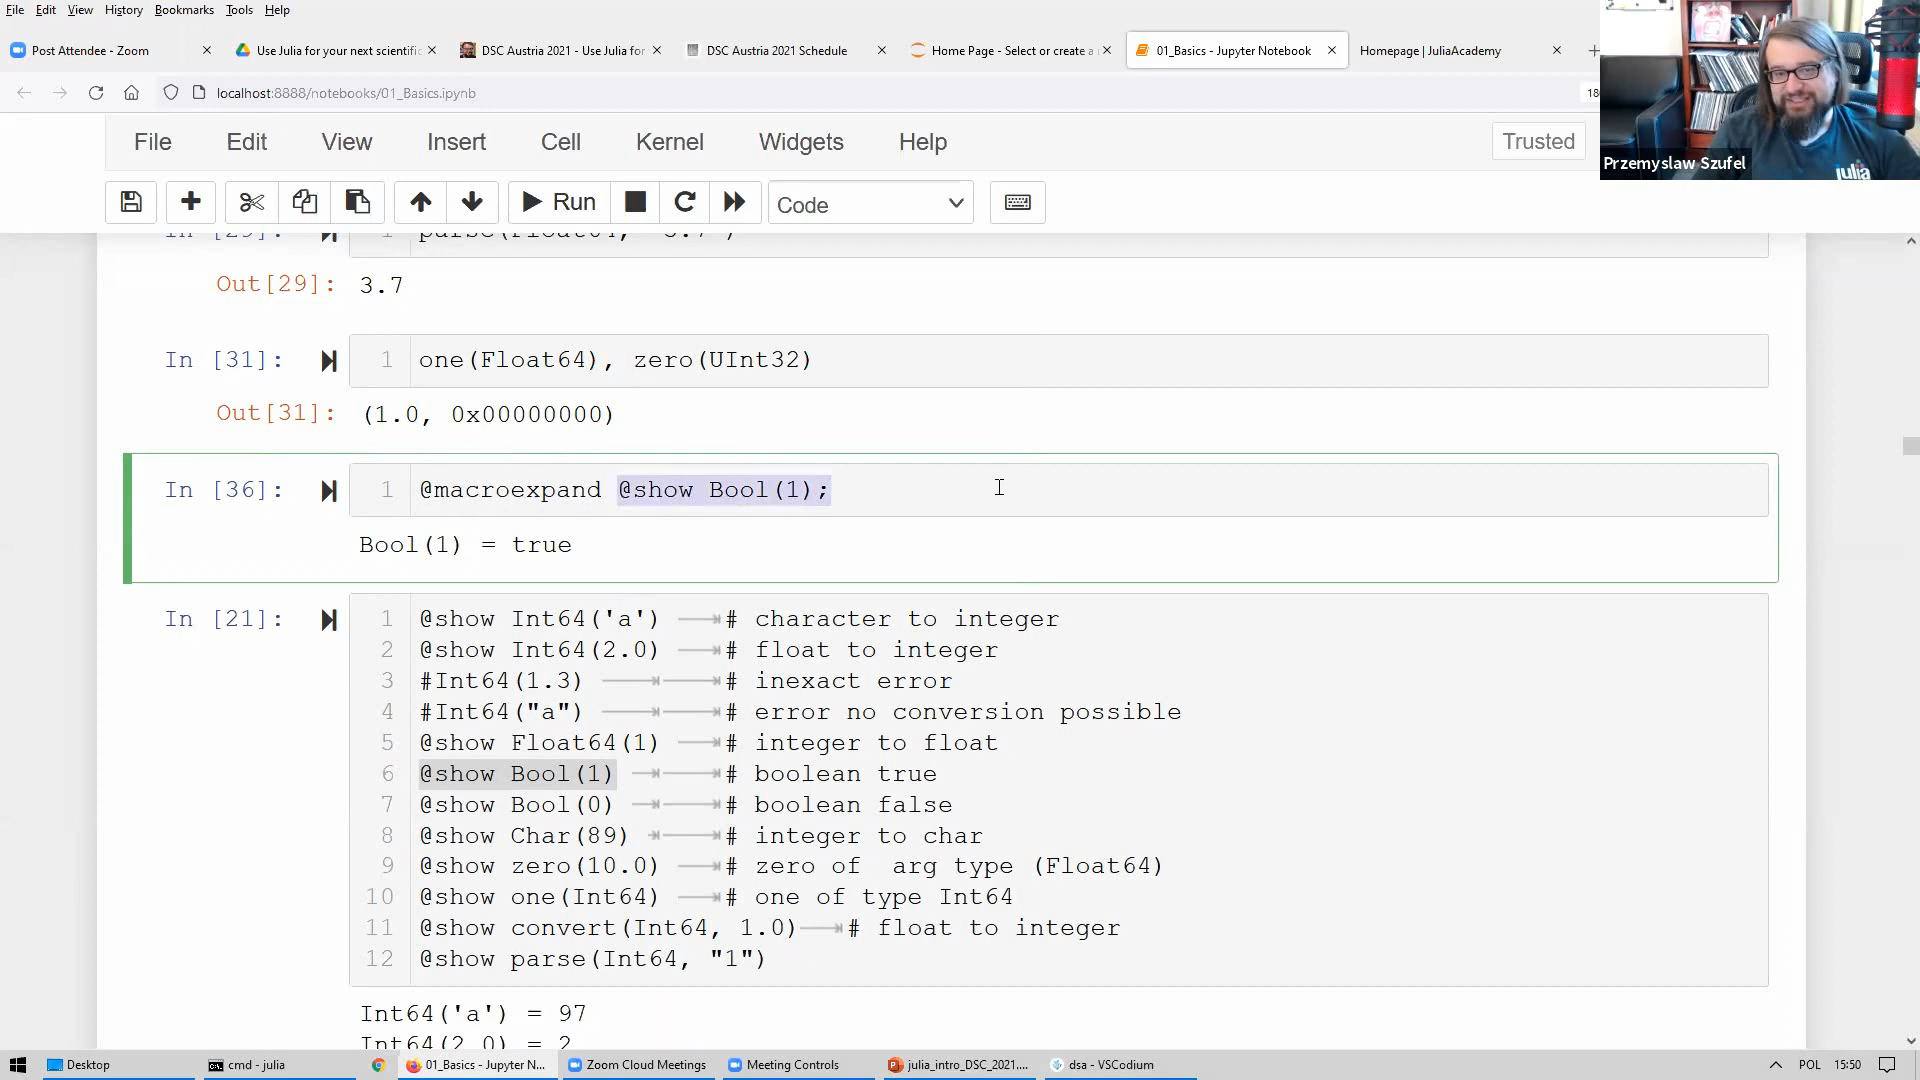 File Edit View History Bookmarks Tools Help
Post Attendee - Zoom
Use Julia for your next scientific
DSC Austria 2021 - Use Julia for
DSC Austria 2021 Schedule
Home Page - Select or create a
01_Basics - Jupyter Notebook
Homepage | JuliaAcademy
localhost:8888/notebooks/01_Basics.ipynb
18
Przemyslaw Szufel
julia
File Edit View Insert Cell Kernel Widgets Help
Trusted
Run
Code
Out[29]: 3.7
In [31]: 1 one(Float64), zero(UInt32)
Out[31]: (1.0, 0x00000000)
In [36]: 1 @macroexpand @show Bool(1);
Bool(1) = true
In [21]: 1 @show Int64('a') # character to integer
2 @show Int64(2.0) # float to integer
3 #Int64(1.3) # inexact error
4 #Int64("a") # error no conversion possible
5 @show Float64(1) # integer to float
6 @show Bool(1) # boolean true
7 @show Bool(0) # boolean false
8 @show Char(89) # integer to char
9 @show zero(10.0) # zero of  arg type (Float64)
10 @show one(Int64) # one of type Int64
11 @show convert(Int64, 1.0) # float to integer
12 @show parse(Int64, "1")
Int64('a') = 97
Int64(2.0) = 2
Desktop
cmd - julia
01_Basics - Jupyter N...
Zoom Cloud Meetings
Meeting Controls
julia_intro_DSC_2021....
dsa - VSCodium
POL
15:50